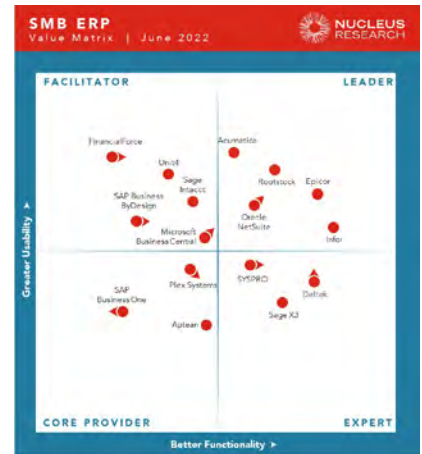 SMB ERP
Value Matrix | June 2022
NUCLEUS
RESEARCH
FACILITATOR
LEADER
FinancialForce
Unit4
Sage
Intacct
SAP Business
ByDesign
Microsoft
Business Central
Acumatica
Rootstock
Epicor
Oracle
NetSuite
Infor
Plex Systems
SAP
Business One
Aptean
SYSPRO
Deltek
Sage X3
CORE PROVIDER
EXPERT
Greater Usability >
Better Functionality >